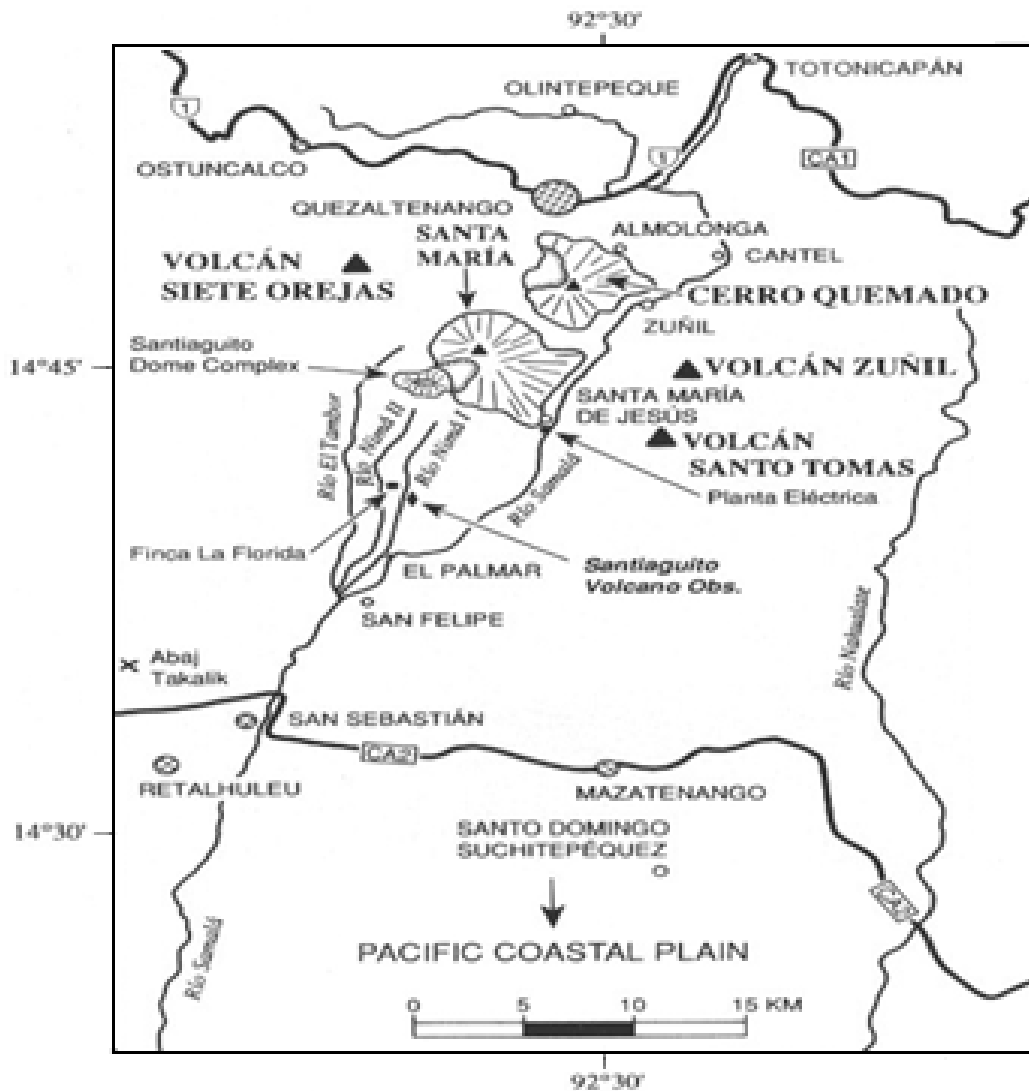 92°30'
TOTONICAPÁN
OLINTEPEQUE
1
CA1
OSTUNCALCO
1
QUEZALTENANGO
SANTA
MARÍA
ALMOLONGA
CANTEL
VOLCÁN
SIETE OREJAS
CERRO QUEMADO
ZUÑIL
Santiaguito
Dome Complex
14°45'
VOLCÁN ZUÑIL
SANTA MARÍA
DE JESÚS
VOLCÁN
SANTO TOMAS
Planta Eléctrica
Río El Tambor
Río Nimá II
Río Nimá I
Río Samalá
Finca La Florida
EL PALMAR
Santiaguito
Volcano Obs.
SAN FELIPE
Río Nahualate
Abaj
Takalik
SAN SEBASTIÁN
CA2
RETALHULEU
MAZATENANGO
14°30'
SANTO DOMINGO
SUCHITEPÉQUEZ
CA2
PACIFIC COASTAL PLAIN
Río Samalá
0 5 10 15 KM
92°30'